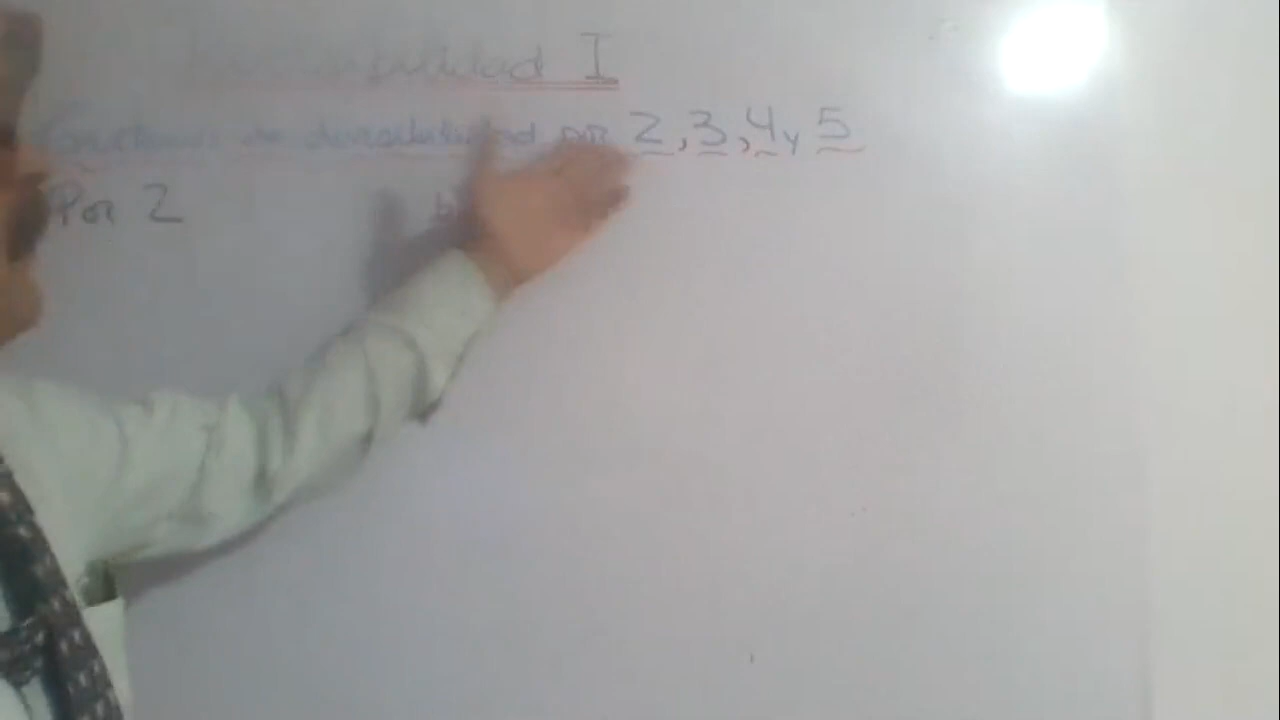 Divisibilidad I
Criterios de divisibilidad por 2, 3, 4 y 5
Por 2